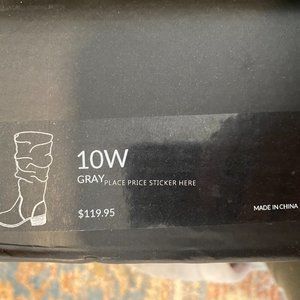 10W
GRAY
PLACE PRICE STICKER HERE
$119.95
MADE IN CHINA